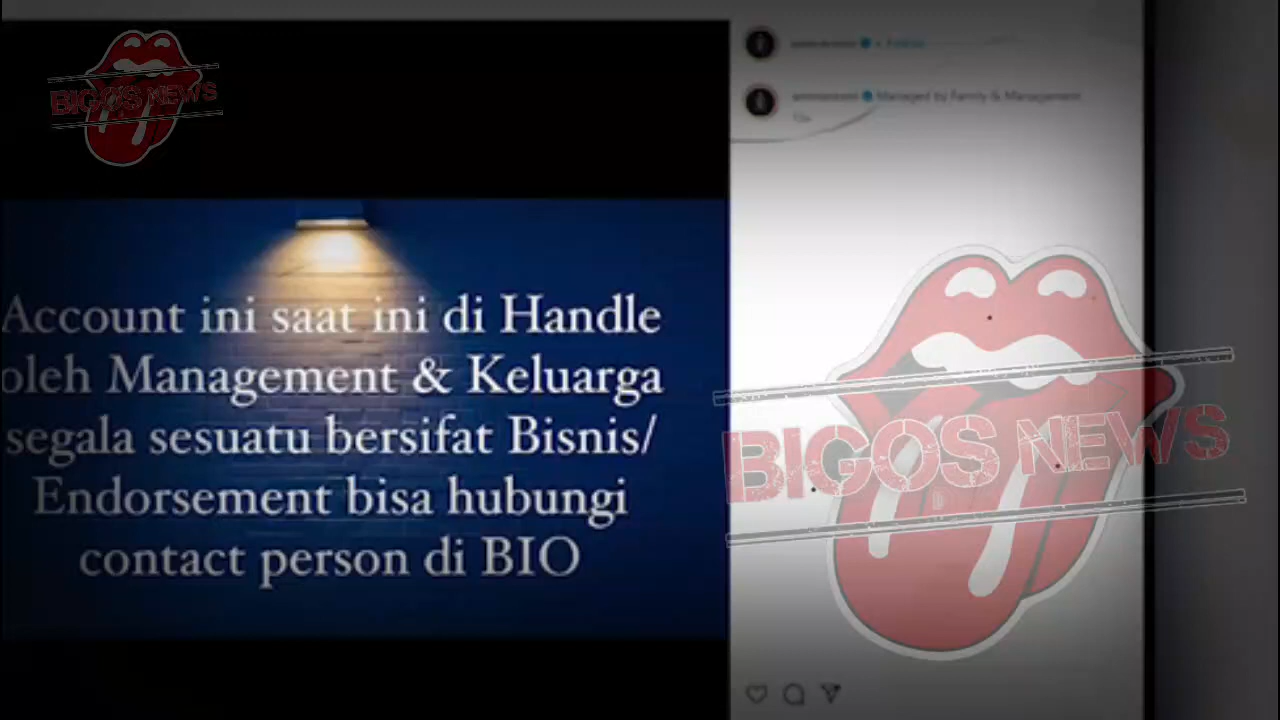 BIGOS NEWS
Account ini saat ini di Handle
oleh Management & Keluarga
segala sesuatu bersifat Bisnis/
Endorsement bisa hubungi
contact person di BIO
Managed by Family & Management
BIGOS NEWS